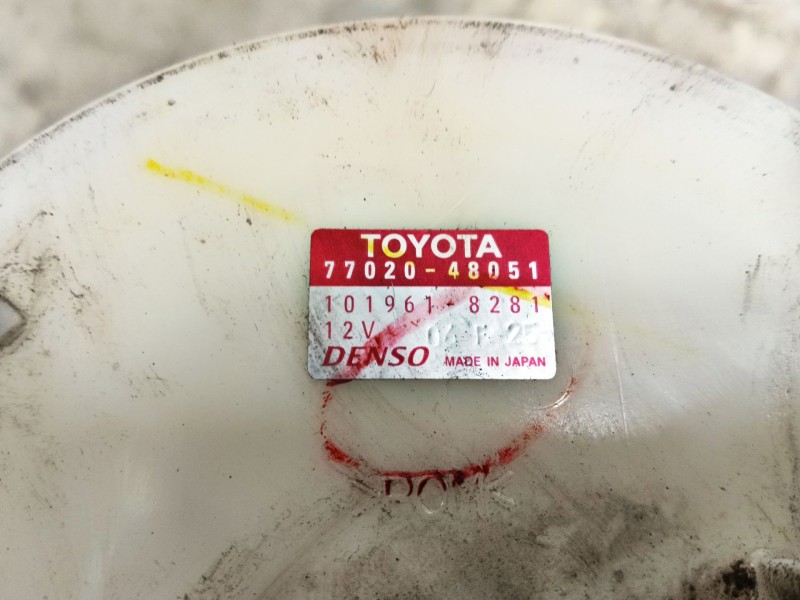 TOYOTA
77020-48051
101961-8281
12V
DENSO MADE IN JAPAN